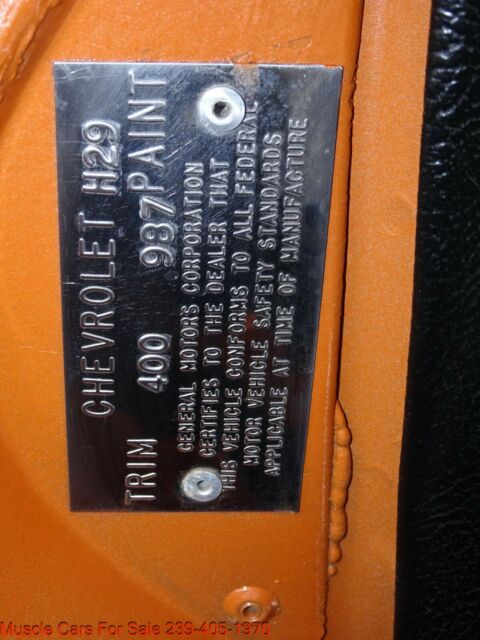 CHEVROLET H29
TRIM 400 987 PAINT
GENERAL MOTORS CORPORATION
CERTIFIES TO THE DEALER THAT
THIS VEHICLE CONFORMS TO ALL FEDERAL
MOTOR VEHICLE SAFETY STANDARDS
APPLICABLE AT TIME OF MANUFACTURE
Muscle Cars For Sale 239-405-1970